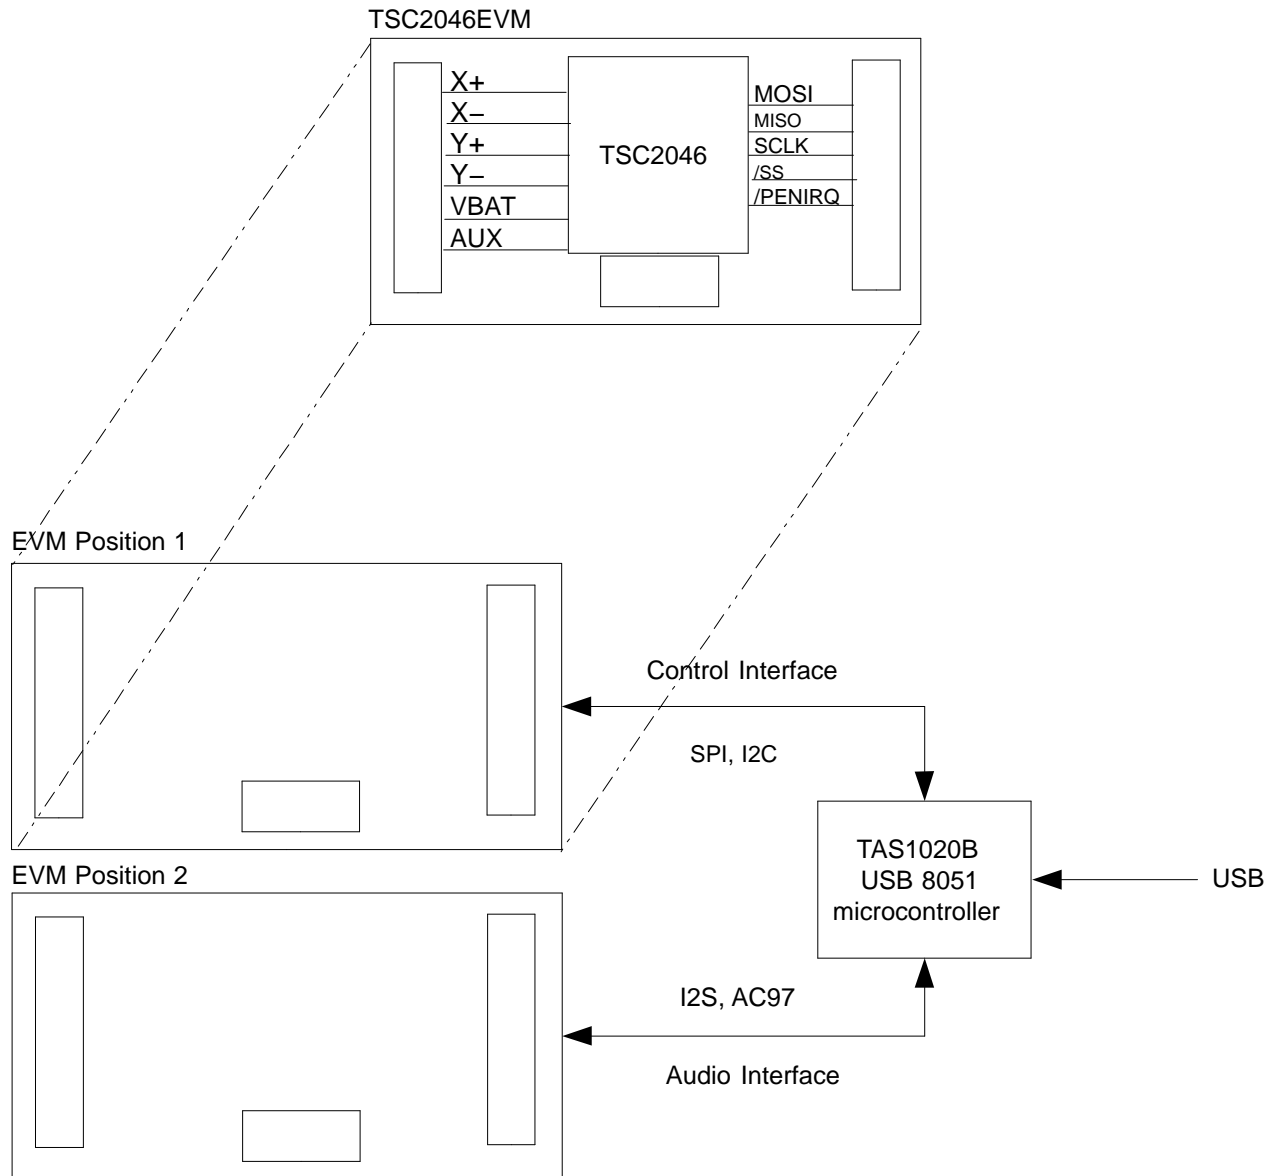 TSC2046EVM
X+
X−
Y+
Y−
VBAT
AUX
TSC2046
MOSI
MISO
SCLK
/SS
/PENIRQ
EVM Position 1
Control Interface
SPI, I2C
TAS1020B
USB 8051
microcontroller
USB
EVM Position 2
I2S, AC97
Audio Interface